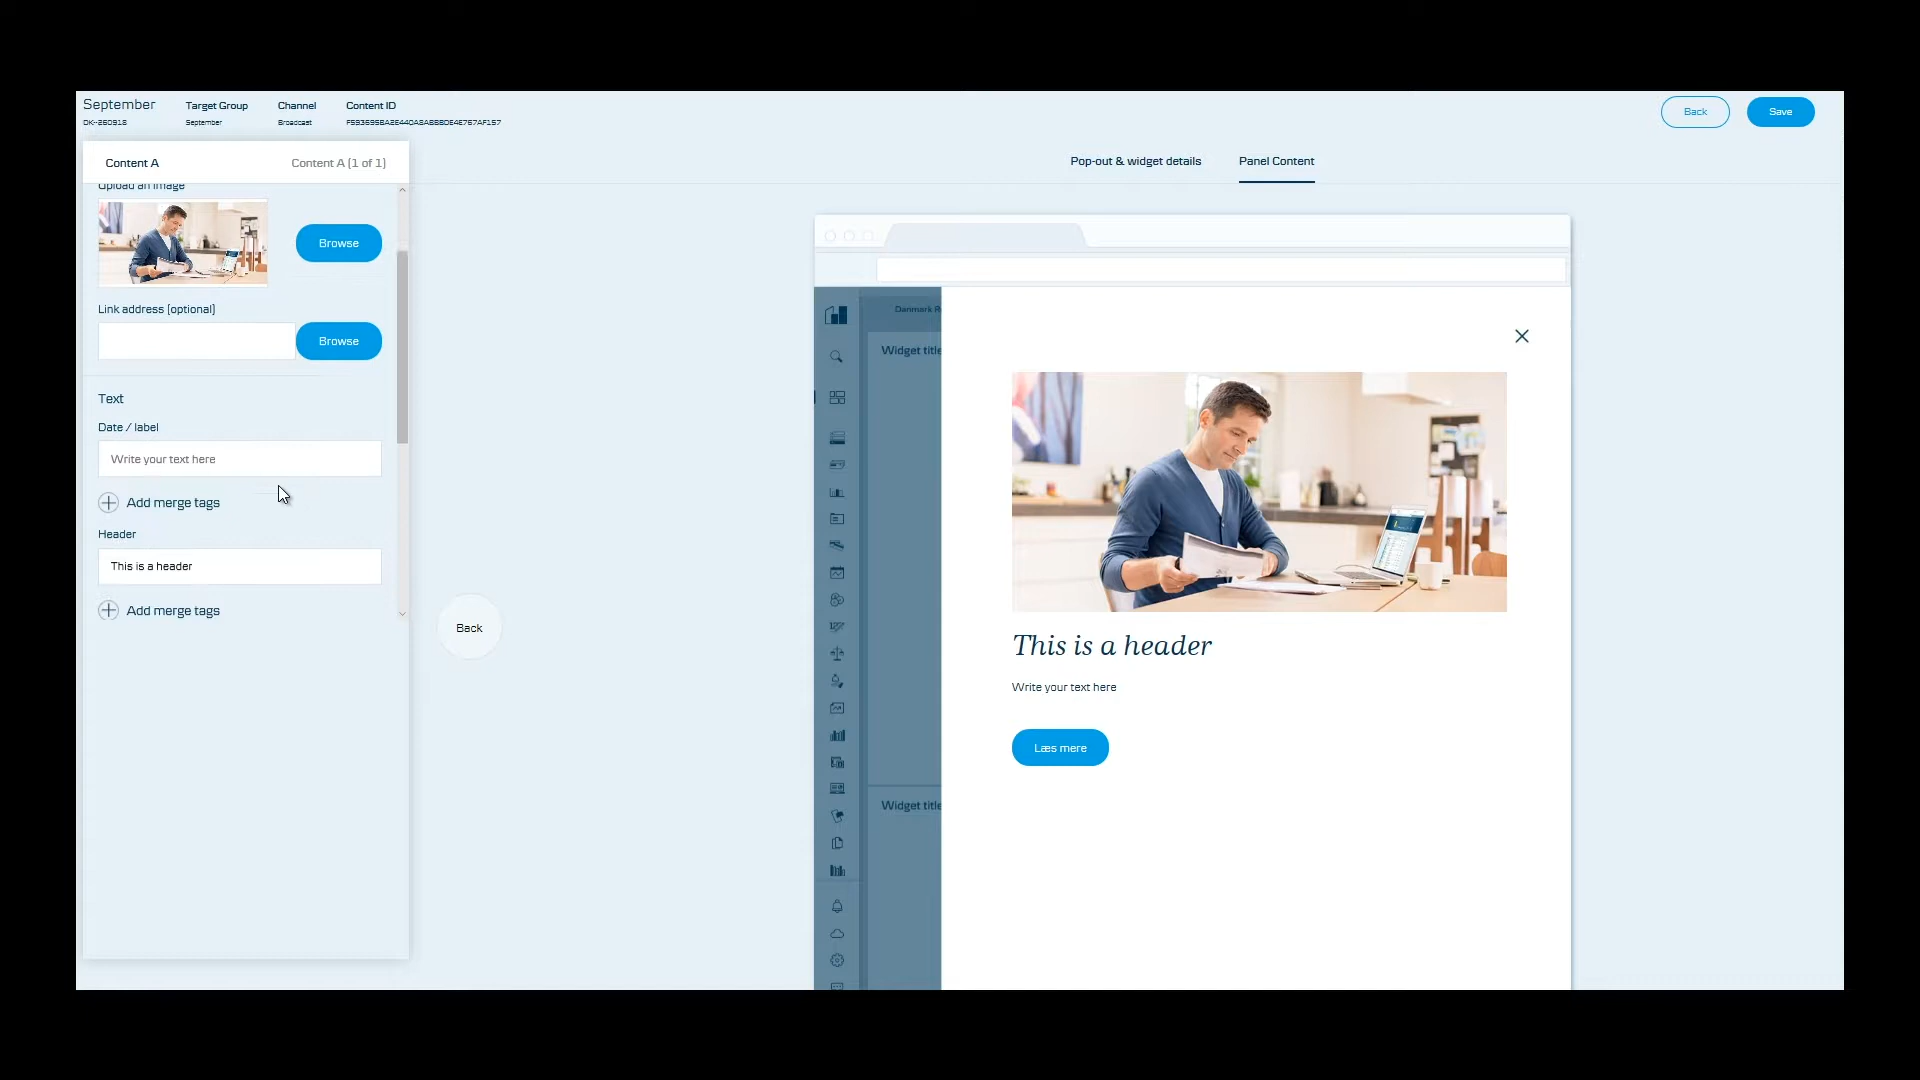 September
DK-260918
Target Group
September
Channel
Broadcast
Content ID
Back
Save
Content A
Content A (1 of 1)
Pop-out & widget details
Panel Content
Upload an image
Browse
Link address (optional)
Browse
Text
Date / label
Write your text here
Add merge tags
Header
This is a header
Add merge tags
Back
Danmark
Widget title
Widget title
This is a header
Write your text here
Læs mere